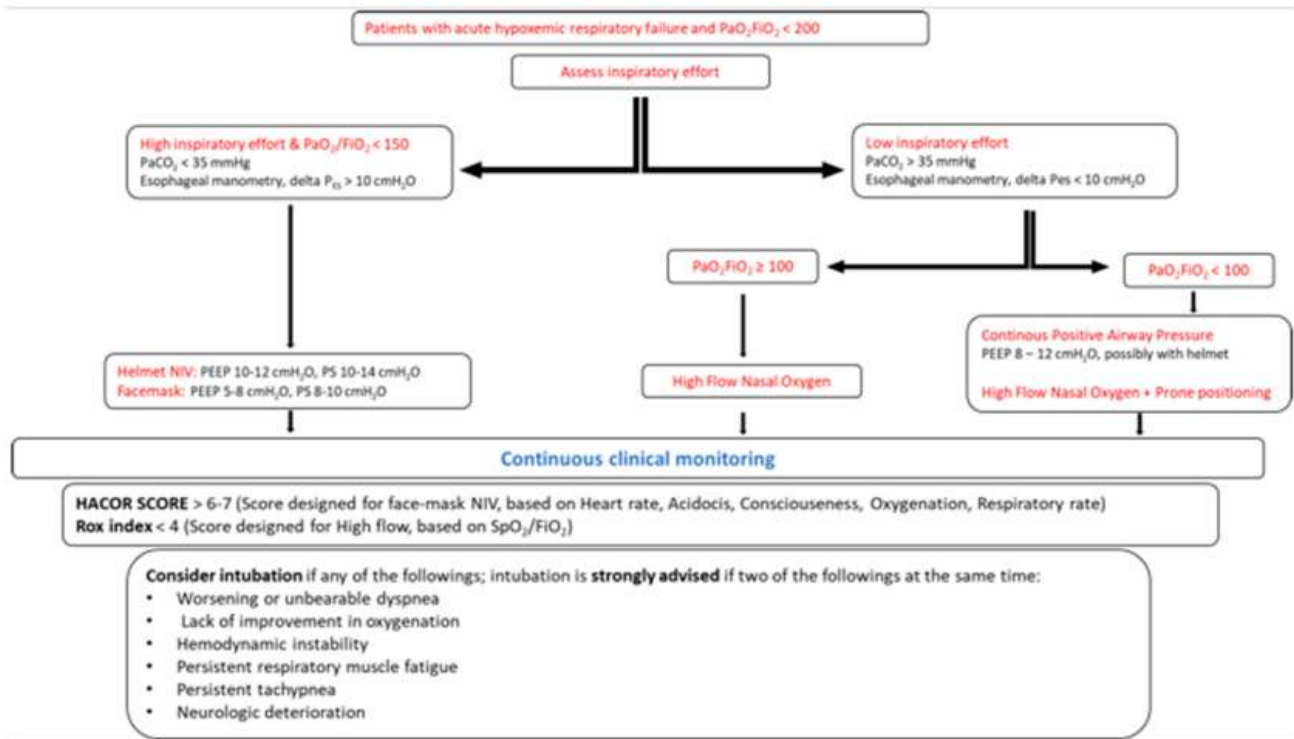 Patients with acute hypoxemic respiratory failure and PaO₂FiO₂ < 200
Assess inspiratory effort
High inspiratory effort & PaO₂/FiO₂ < 150
PaCO₂ < 35 mmHg
Esophageal manometry, delta P_ES > 10 cmH₂O
Low inspiratory effort
PaCO₂ > 35 mmHg
Esophageal manometry, delta Pes < 10 cmH₂O
PaO₂FiO₂ ≥ 100
PaO₂FiO₂ < 100
Helmet NIV: PEEP 10-12 cmH₂O, PS 10-14 cmH₂O
Facemask: PEEP 5-8 cmH₂O, PS 8-10 cmH₂O
High Flow Nasal Oxygen
Continous Positive Airway Pressure
PEEP 8 – 12 cmH₂O, possibly with helmet
High Flow Nasal Oxygen + Prone positioning
Continuous clinical monitoring
HACOR SCORE > 6-7 (Score designed for face-mask NIV, based on Heart rate, Acidocis, Consciouseness, Oxygenation, Respiratory rate)
Rox index < 4 (Score designed for High flow, based on SpO₂/FiO₂)
Consider intubation if any of the followings; intubation is strongly advised if two of the followings at the same time:
• Worsening or unbearable dyspnea
• Lack of improvement in oxygenation
• Hemodynamic instability
• Persistent respiratory muscle fatigue
• Persistent tachypnea
• Neurologic deterioration